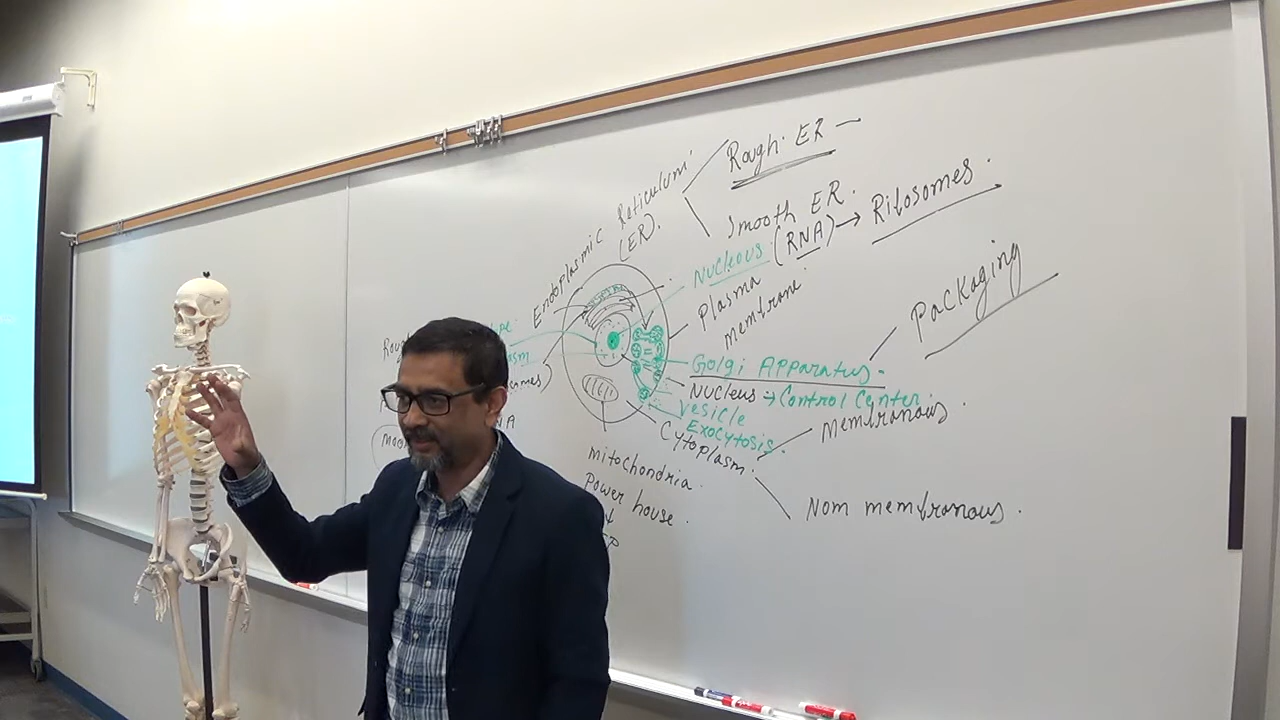 Rough ER —
Endoplasmic Reticulum
(ER).
Smooth ER.
Nucleous (RNA) → Ribosomes.
Plasma
membrane
Packaging
Golgi Apparatus.
Nucleus → Control Center
Vesicle
Exocytosis
Membranous.
Cytoplasm.
Non membranous.
mitochondria.
Power house.